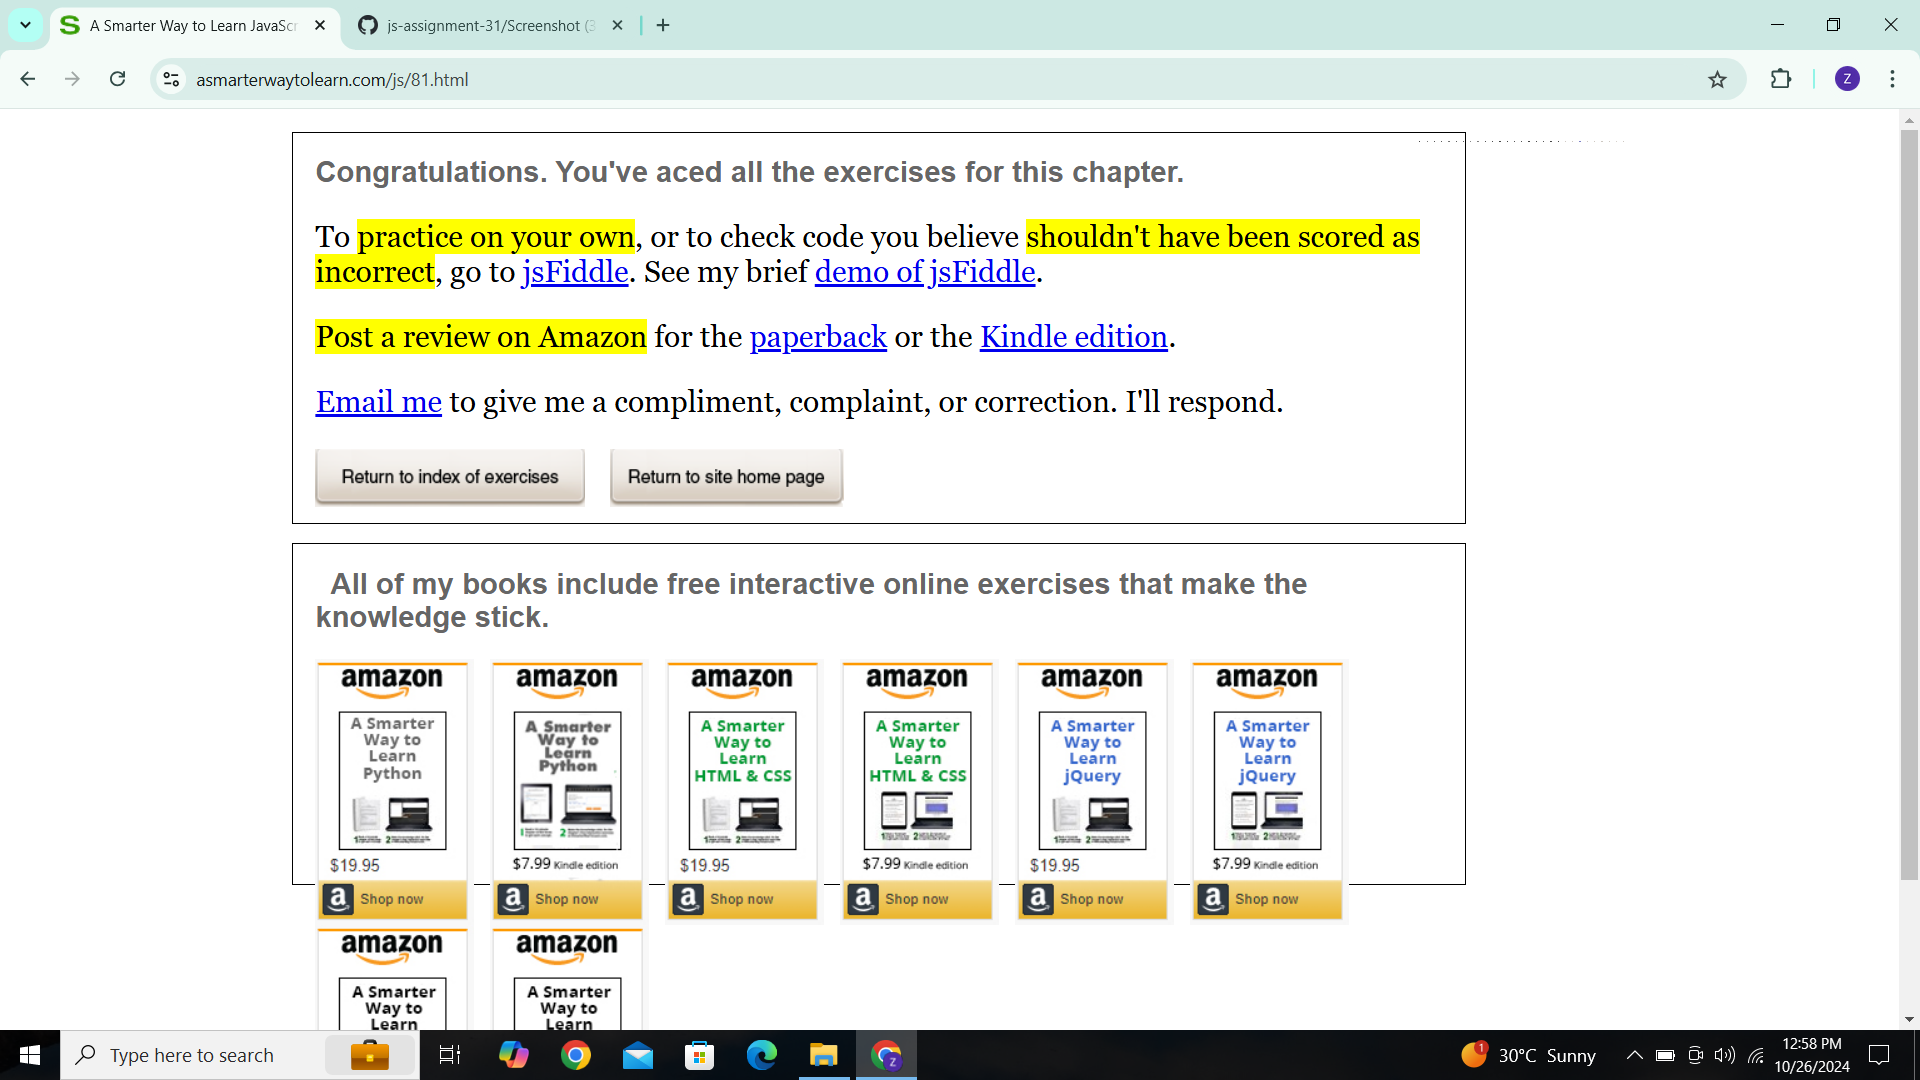 A Smarter Way to Learn JavaScr
js-assignment-31/Screenshot (3
asmarterwaytolearn.com/js/81.html
Z
Congratulations. You've aced all the exercises for this chapter.
To practice on your own, or to check code you believe shouldn't have been scored as
incorrect, go to jsFiddle. See my brief demo of jsFiddle.
Post a review on Amazon for the paperback or the Kindle edition.
Email me to give me a compliment, complaint, or correction. I'll respond.
Return to index of exercises
Return to site home page
All of my books include free interactive online exercises that make the
knowledge stick.
amazon
A Smarter
Way to
Learn
Python
$19.95
Shop now
amazon
A Smarter
Way to
Learn
Python
$7.99 Kindle edition
Shop now
amazon
A Smarter
Way to
Learn
HTML & CSS
$19.95
Shop now
amazon
A Smarter
Way to
Learn
HTML & CSS
$7.99 Kindle edition
Shop now
amazon
A Smarter
Way to
Learn
jQuery
$19.95
Shop now
amazon
A Smarter
Way to
Learn
jQuery
$7.99 Kindle edition
Shop now
amazon
A Smarter
Way to
Learn
amazon
A Smarter
Way to
Learn
Type here to search
1
30°C Sunny
12:58 PM
10/26/2024